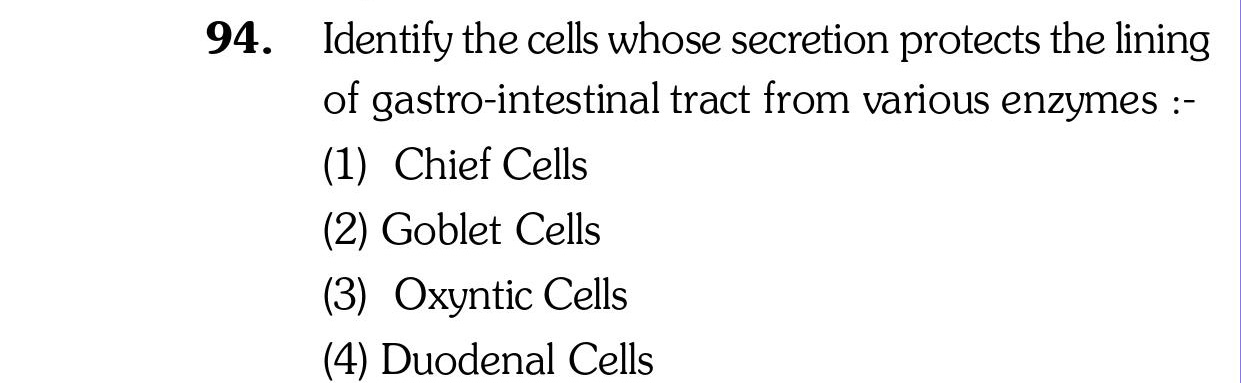 94. Identify the cells whose secretion protects the lining
of gastro-intestinal tract from various enzymes :-
(1) Chief Cells
(2) Goblet Cells
(3) Oxyntic Cells
(4) Duodenal Cells